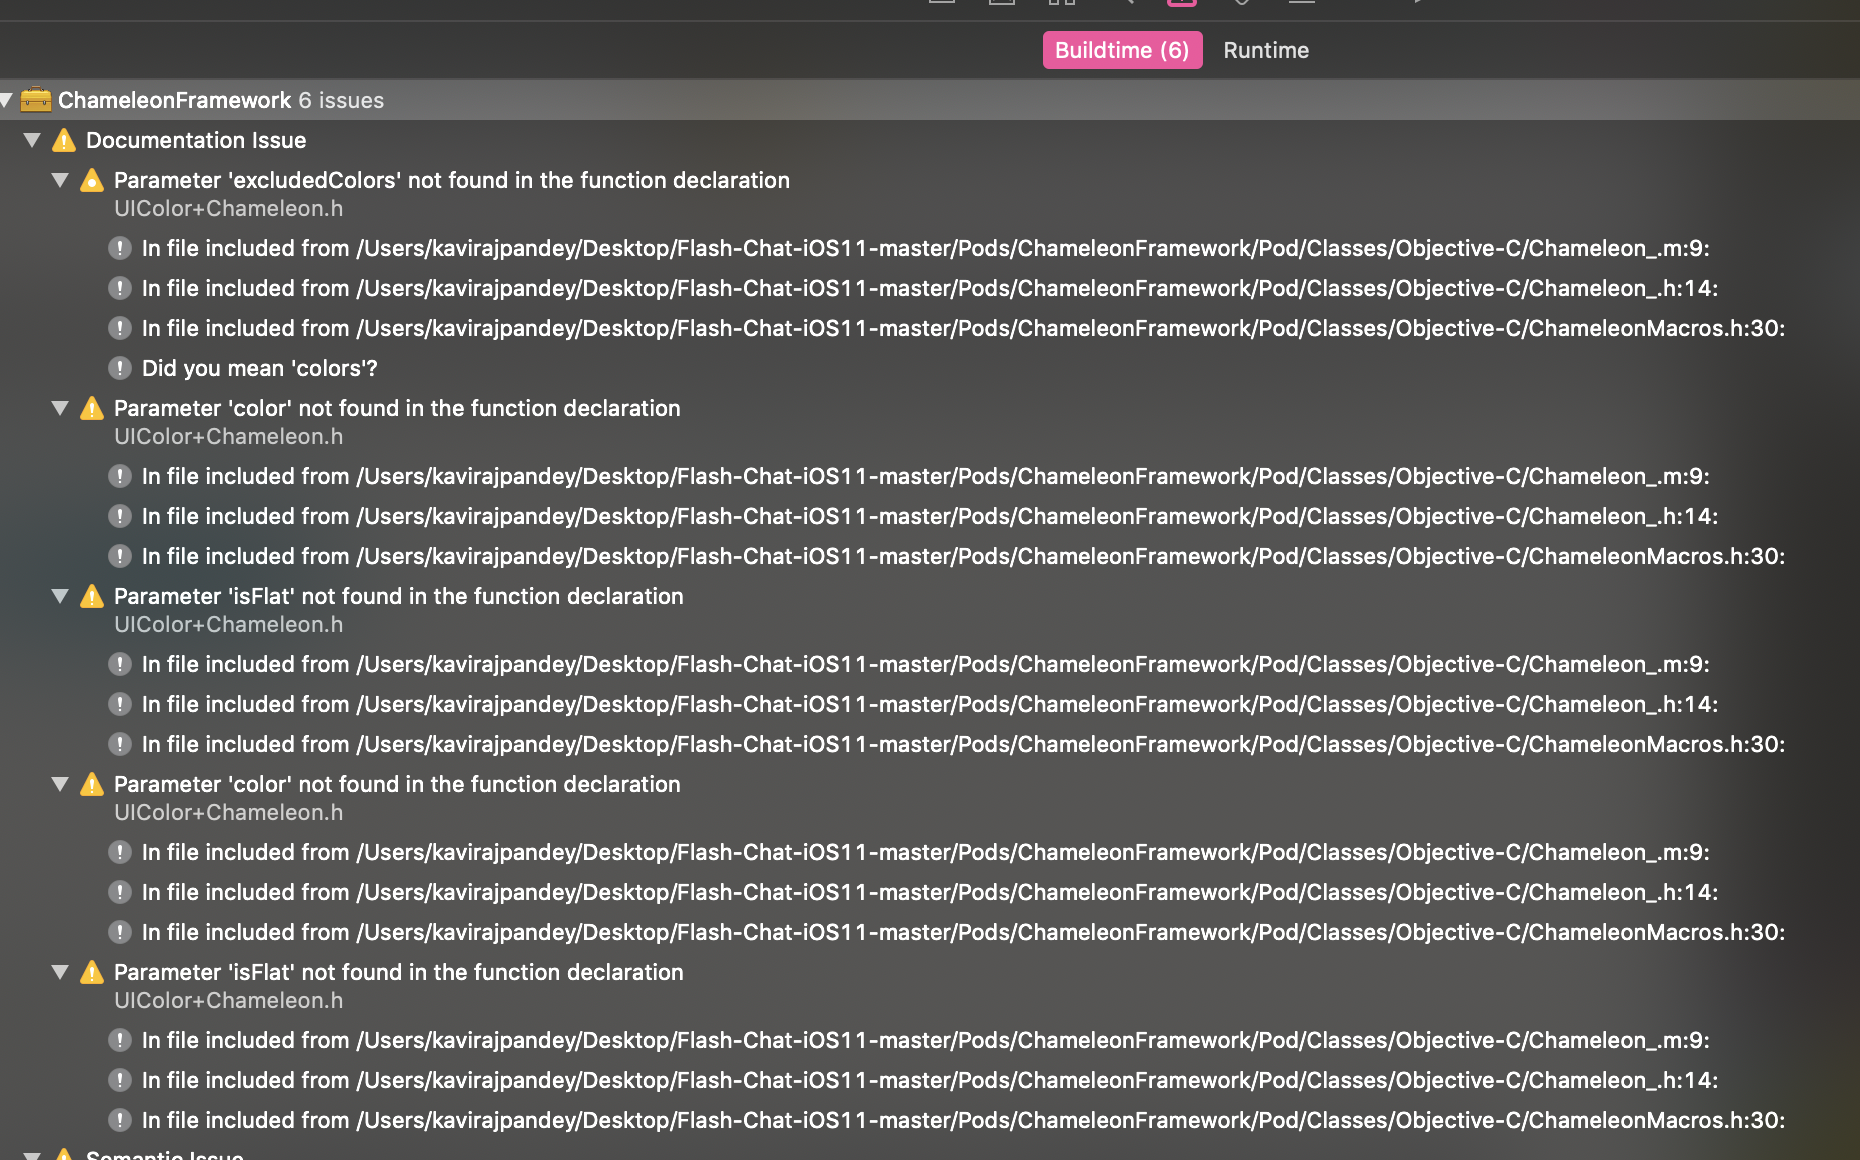 Buildtime (6) Runtime
ChameleonFramework 6 issues
Documentation Issue
Parameter 'excludedColors' not found in the function declaration
UIColor+Chameleon.h
In file included from /Users/kavirajpandey/Desktop/Flash-Chat-iOS11-master/Pods/ChameleonFramework/Pod/Classes/Objective-C/Chameleon_.m:9:
In file included from /Users/kavirajpandey/Desktop/Flash-Chat-iOS11-master/Pods/ChameleonFramework/Pod/Classes/Objective-C/Chameleon_.h:14:
In file included from /Users/kavirajpandey/Desktop/Flash-Chat-iOS11-master/Pods/ChameleonFramework/Pod/Classes/Objective-C/ChameleonMacros.h:30:
Did you mean 'colors'?
Parameter 'color' not found in the function declaration
UIColor+Chameleon.h
In file included from /Users/kavirajpandey/Desktop/Flash-Chat-iOS11-master/Pods/ChameleonFramework/Pod/Classes/Objective-C/Chameleon_.m:9:
In file included from /Users/kavirajpandey/Desktop/Flash-Chat-iOS11-master/Pods/ChameleonFramework/Pod/Classes/Objective-C/Chameleon_.h:14:
In file included from /Users/kavirajpandey/Desktop/Flash-Chat-iOS11-master/Pods/ChameleonFramework/Pod/Classes/Objective-C/ChameleonMacros.h:30:
Parameter 'isFlat' not found in the function declaration
UIColor+Chameleon.h
In file included from /Users/kavirajpandey/Desktop/Flash-Chat-iOS11-master/Pods/ChameleonFramework/Pod/Classes/Objective-C/Chameleon_.m:9:
In file included from /Users/kavirajpandey/Desktop/Flash-Chat-iOS11-master/Pods/ChameleonFramework/Pod/Classes/Objective-C/Chameleon_.h:14:
In file included from /Users/kavirajpandey/Desktop/Flash-Chat-iOS11-master/Pods/ChameleonFramework/Pod/Classes/Objective-C/ChameleonMacros.h:30:
Parameter 'color' not found in the function declaration
UIColor+Chameleon.h
In file included from /Users/kavirajpandey/Desktop/Flash-Chat-iOS11-master/Pods/ChameleonFramework/Pod/Classes/Objective-C/Chameleon_.m:9:
In file included from /Users/kavirajpandey/Desktop/Flash-Chat-iOS11-master/Pods/ChameleonFramework/Pod/Classes/Objective-C/Chameleon_.h:14:
In file included from /Users/kavirajpandey/Desktop/Flash-Chat-iOS11-master/Pods/ChameleonFramework/Pod/Classes/Objective-C/ChameleonMacros.h:30:
Parameter 'isFlat' not found in the function declaration
UIColor+Chameleon.h
In file included from /Users/kavirajpandey/Desktop/Flash-Chat-iOS11-master/Pods/ChameleonFramework/Pod/Classes/Objective-C/Chameleon_.m:9:
In file included from /Users/kavirajpandey/Desktop/Flash-Chat-iOS11-master/Pods/ChameleonFramework/Pod/Classes/Objective-C/Chameleon_.h:14:
In file included from /Users/kavirajpandey/Desktop/Flash-Chat-iOS11-master/Pods/ChameleonFramework/Pod/Classes/Objective-C/ChameleonMacros.h:30:
Semantic Issue